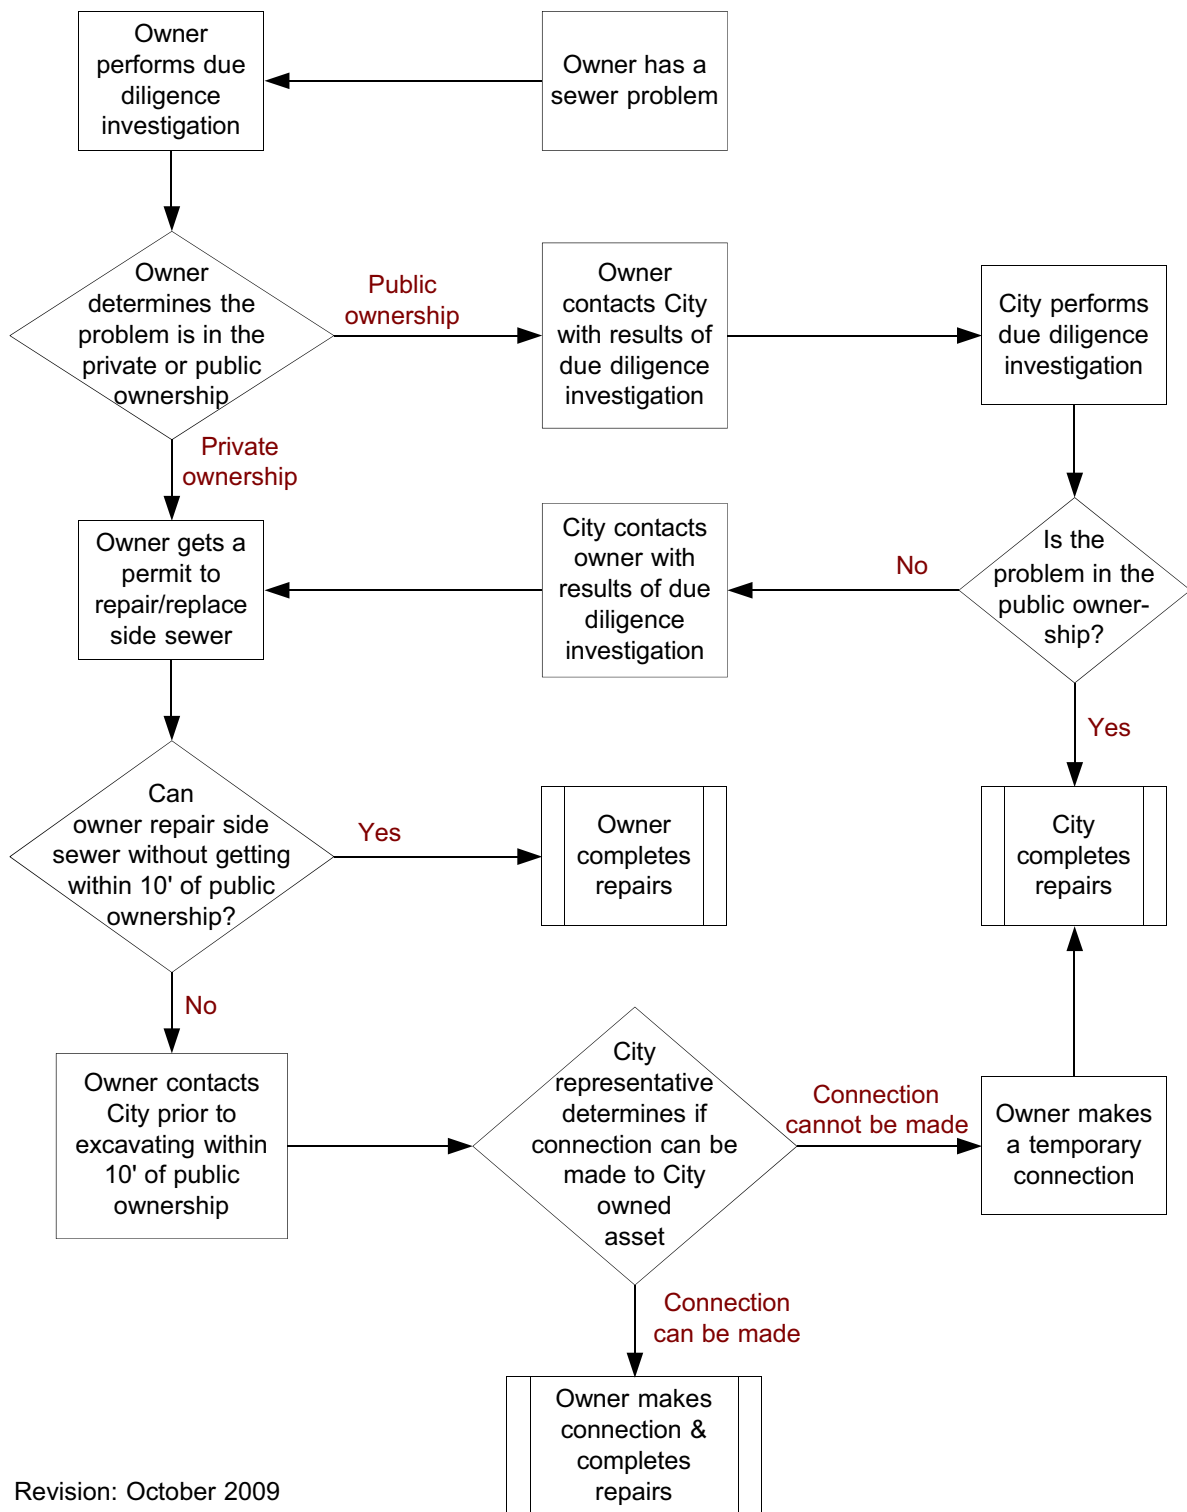 Owner
performs due
diligence
investigation
Owner has a
sewer problem
Owner
determines the
problem is in the
private or public
ownership
Public
ownership
Owner
contacts City
with results of
due diligence
investigation
City performs
due diligence
investigation
Private
ownership
Owner gets a
permit to
repair/replace
side sewer
City contacts
owner with
results of due
diligence
investigation
No
Is the
problem in the
public owner-
ship?
Yes
Can
owner repair side
sewer without getting
within 10' of public
ownership?
Yes
Owner
completes
repairs
City
completes
repairs
No
Owner contacts
City prior to
excavating within
10' of public
ownership
City
representative
determines if
connection can be
made to City
owned
asset
Connection
cannot be made
Owner makes
a temporary
connection
Connection
can be made
Owner makes
connection &
completes
repairs
Revision: October 2009